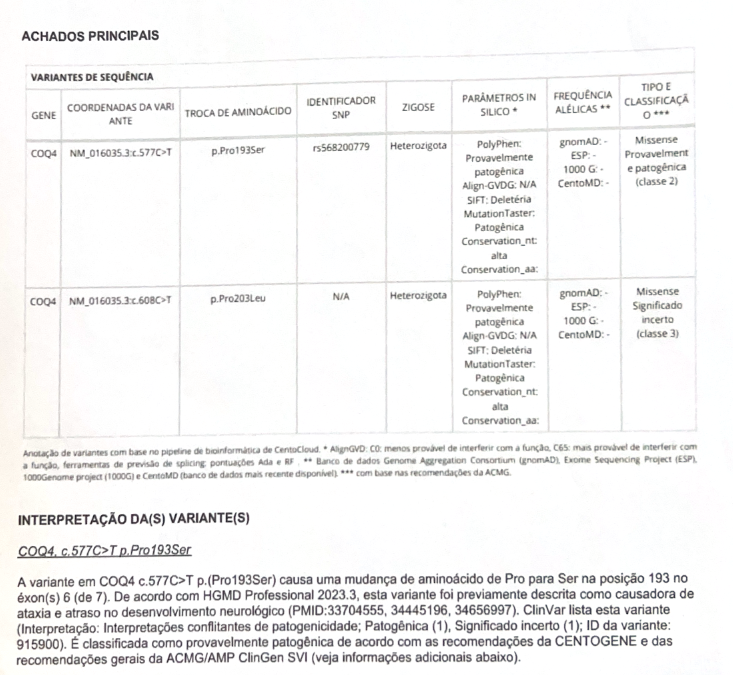 ACHADOS PRINCIPAIS
VARIANTES DE SEQUÊNCIA
GENE
COORDENADAS DA VARI
ANTE
TROCA DE AMINOÁCIDO
IDENTIFICADOR
SNP
ZIGOSE
PARÂMETROS IN
SILICO *
FREQUÊNCIA
ALÉLICAS **
TIPO E
CLASSIFICAÇÃ
O ***
COQ4
NM_016035.3:c.577C>T
p.Pro193Ser
rs568200779
Heterozigota
PolyPhen:
Provavelmente
patogênica
Align-GVDG: N/A
SIFT: Deletéria
MutationTaster:
Patogênica
Conservation_nt:
alta
Conservation_aa:
gnomAD: -
ESP: -
1000 G: -
CentoMD: -
Missense
Provavelment
e patogênica
(classe 2)
COQ4
NM_016035.3:c.608C>T
p.Pro203Leu
N/A
Heterozigota
PolyPhen:
Provavelmente
patogênica
Align-GVDG: N/A
SIFT: Deletéria
MutationTaster:
Patogênica
Conservation_nt:
alta
Conservation_aa:
gnomAD: -
ESP: -
1000 G: -
CentoMD: -
Missense
Significado
incerto
(classe 3)
Anotação de variantes com base no pipeline de bioinformática de CentoCloud. * AlignGVD: C0: menos provável de interferir com a função, C65: mais provável de interferir com
a função, ferramentas de previsão de splicing: pontuações Ada e RF . ** Banco de dados Genome Aggregation Consortium (gnomAD), Exome Sequencing Project (ESP),
1000Genome project (1000G) e CentoMD (banco de dados mais recente disponível). *** com base nas recomendações da ACMG.
INTERPRETAÇÃO DA(S) VARIANTE(S)
COQ4, c.577C>T p.Pro193Ser
A variante em COQ4 c.577C>T p.(Pro193Ser) causa uma mudança de aminoácido de Pro para Ser na posição 193 no
éxon(s) 6 (de 7). De acordo com HGMD Professional 2023.3, esta variante foi previamente descrita como causadora de
ataxia e atraso no desenvolvimento neurológico (PMID:33704555, 34445196, 34656997). ClinVar lista esta variante
(Interpretação: Interpretações conflitantes de patogenicidade; Patogênica (1), Significado incerto (1); ID da variante:
915900). É classificada como provavelmente patogênica de acordo com as recomendações da CENTOGENE e das
recomendações gerais da ACMG/AMP ClinGen SVI (veja informações adicionais abaixo).